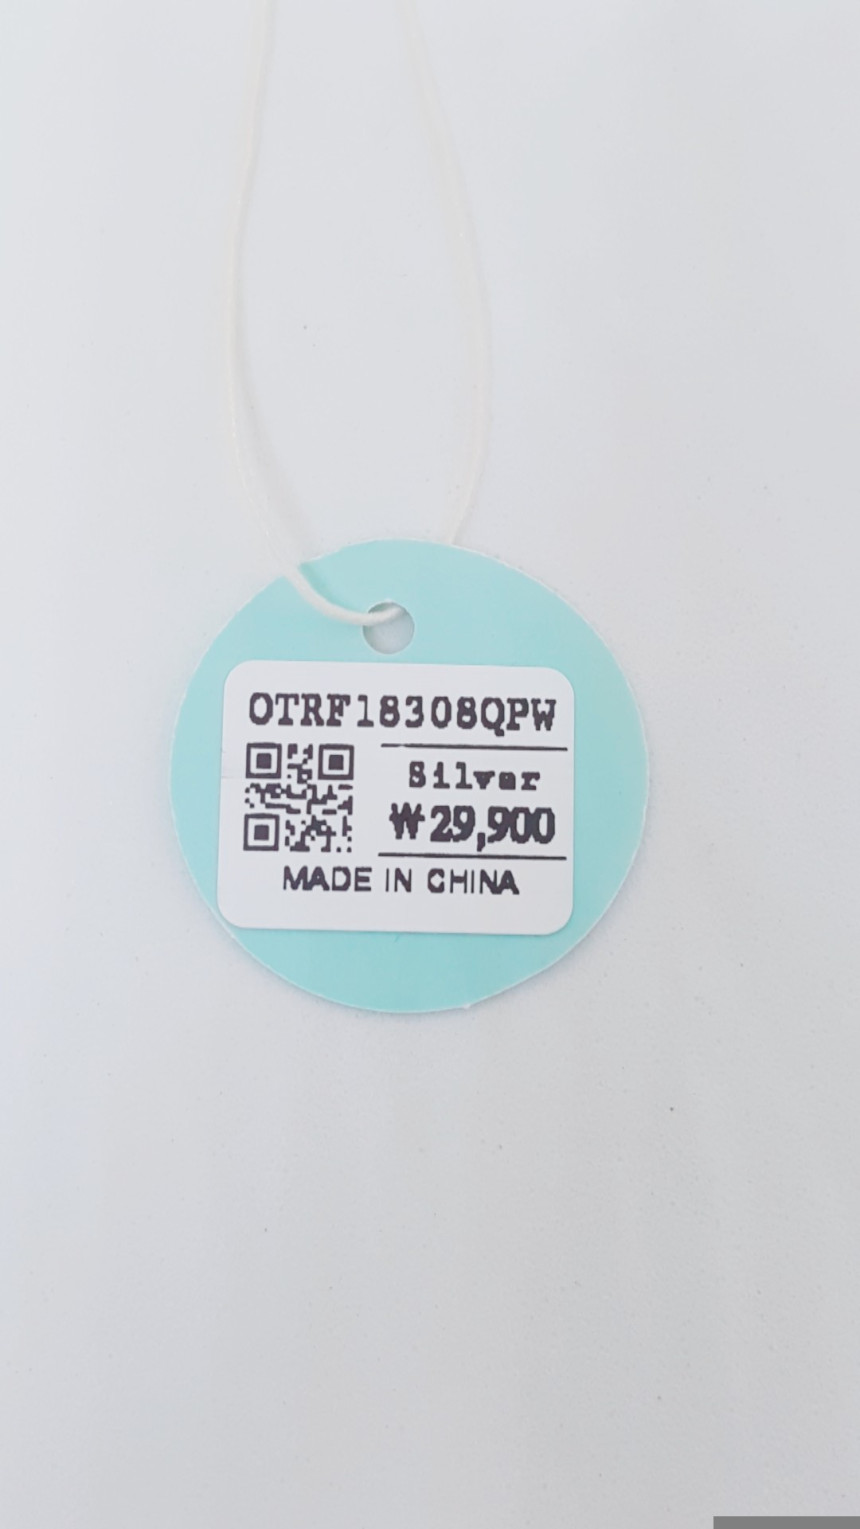 OTRF18308QPW
Silver
₩29,900
MADE IN CHINA